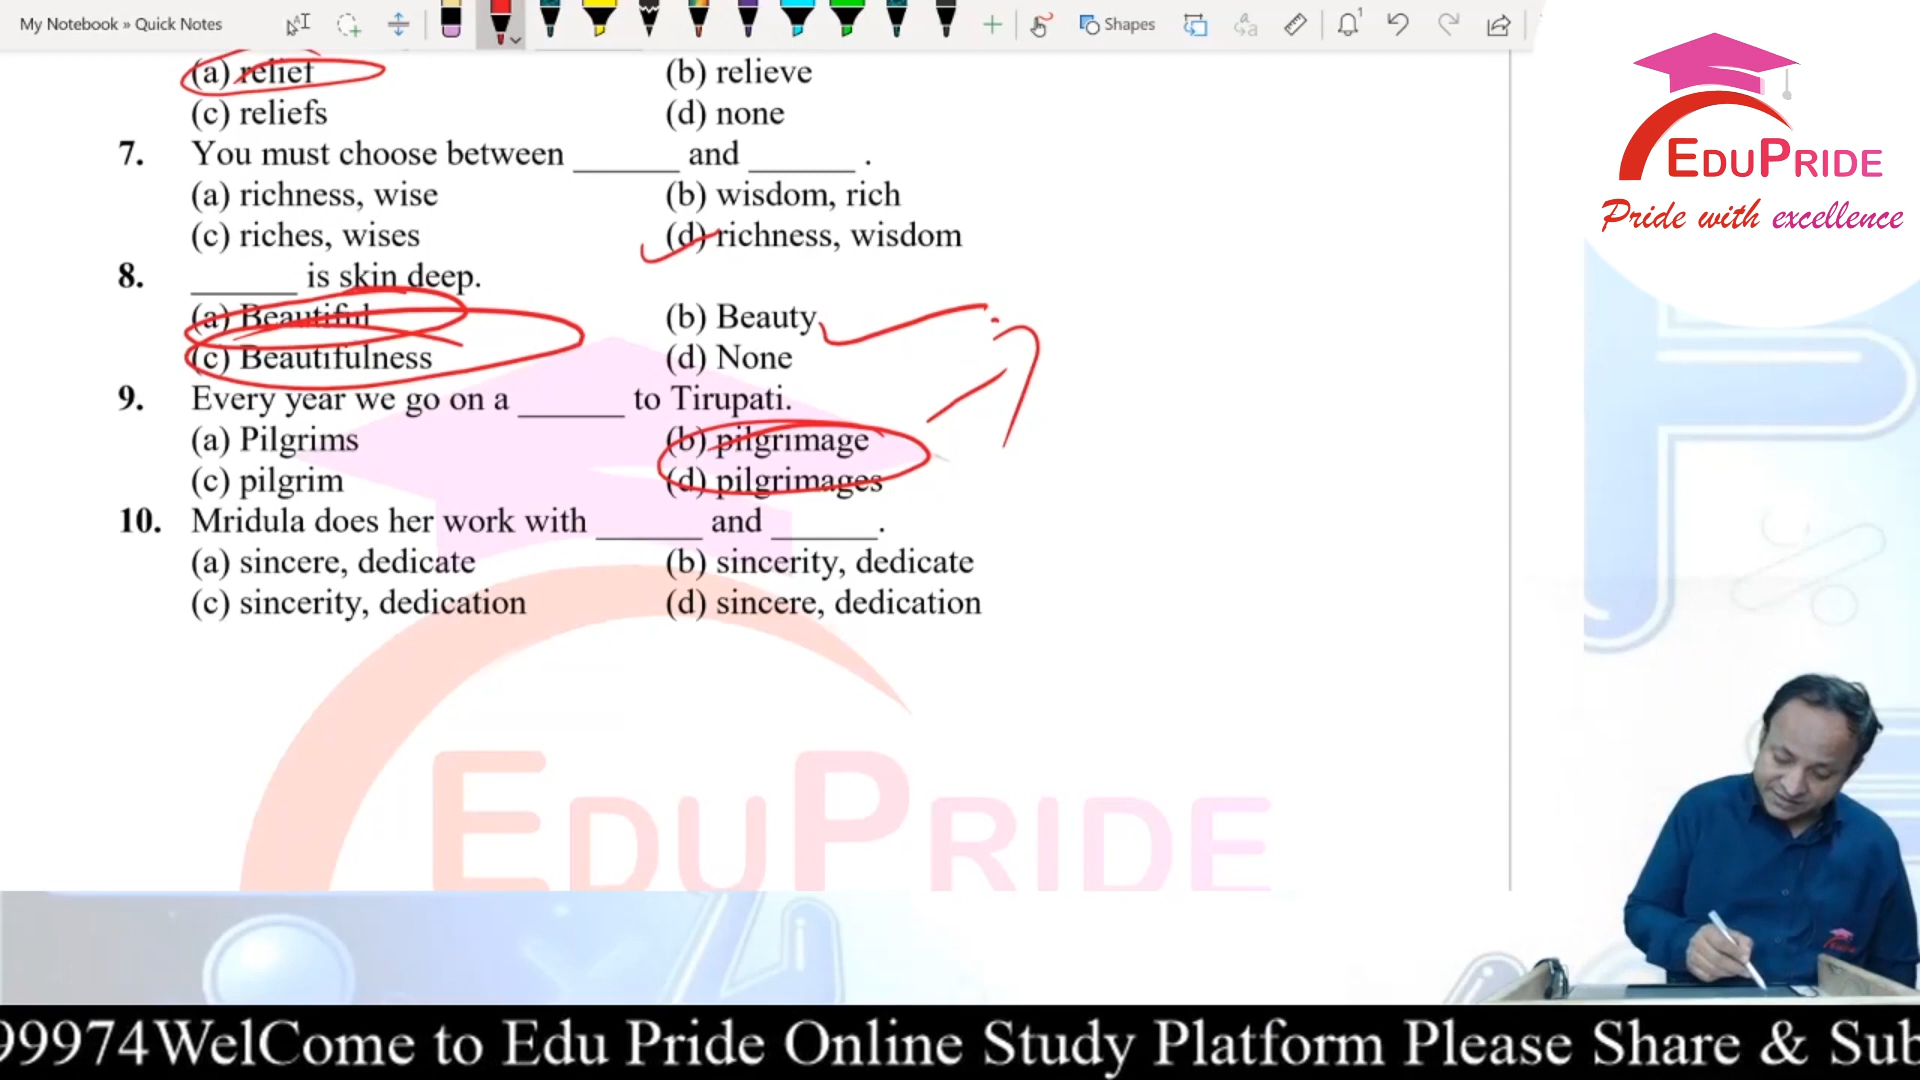 My Notebook » Quick Notes
Shapes
1
(a) relief (b) relieve
(c) reliefs (d) none
7. You must choose between ______ and ______ .
(a) richness, wise (b) wisdom, rich
(c) riches, wises (d) richness, wisdom
8. ______ is skin deep.
(a) Beautiful (b) Beauty
(c) Beautifulness (d) None
9. Every year we go on a ______ to Tirupati.
(a) Pilgrims (b) pilgrimage
(c) pilgrim (d) pilgrimages
10. Mridula does her work with ______ and ______.
(a) sincere, dedicate (b) sincerity, dedicate
(c) sincerity, dedication (d) sincere, dedication
EDUPRIDE
EDUPRIDE
Pride with excellence
99974WelCome to Edu Pride Online Study Platform Please Share & Sub